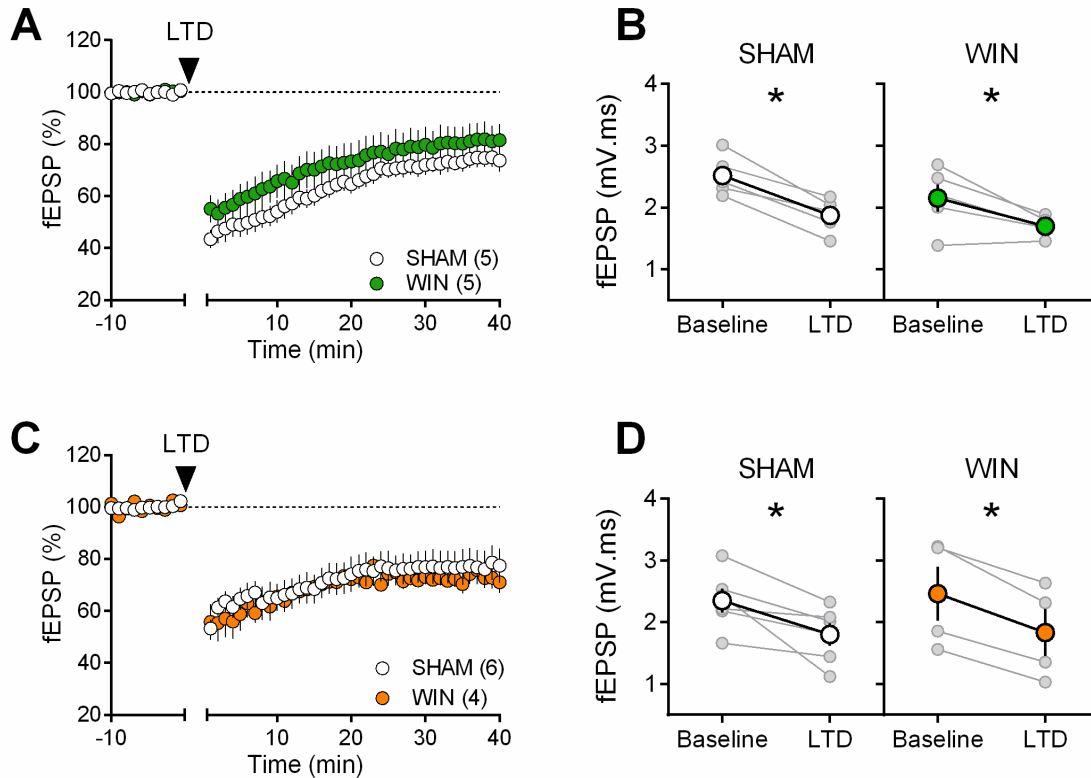 A
LTD
120
100
80
60
40
20
fEPSP (%)
SHAM (5)
WIN (5)
-10
10
20
30
40
Time (min)
B
SHAM
WIN
*
*
4
3
2
1
fEPSP (mV.ms)
Baseline
LTD
Baseline
LTD
C
LTD
120
100
80
60
40
20
fEPSP (%)
SHAM (6)
WIN (4)
-10
10
20
30
40
Time (min)
D
SHAM
WIN
*
*
4
3
2
1
fEPSP (mV.ms)
Baseline
LTD
Baseline
LTD